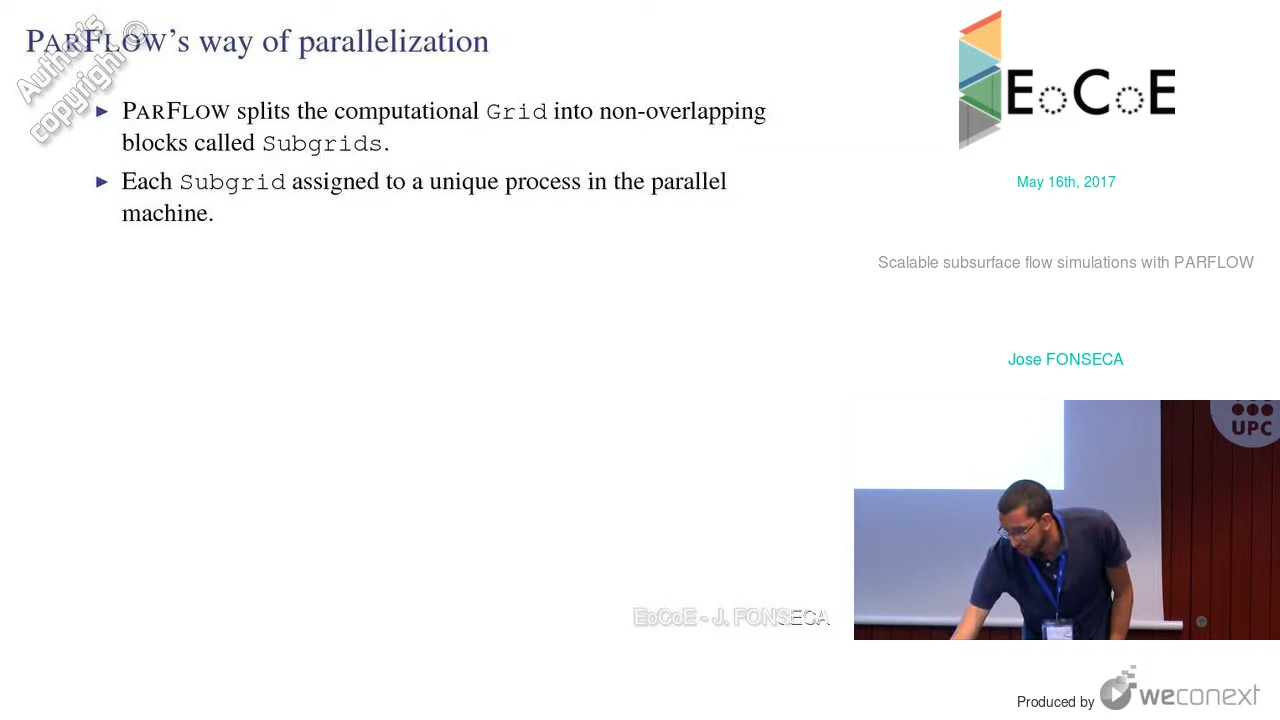 PARFLOW's way of parallelization
Author's
copyright ©
► PARFLOW splits the computational Grid into non-overlapping
blocks called Subgrids.
► Each Subgrid assigned to a unique process in the parallel
machine.
EoCoE - J. FONSECA
EoCoE
May 16th, 2017
Scalable subsurface flow simulations with PARFLOW
Jose FONSECA
UPC
Produced by weconext